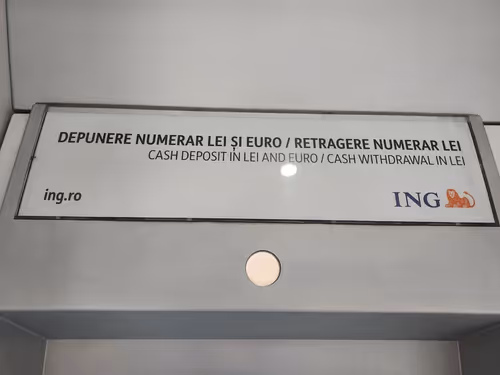 DEPUNERE NUMERAR LEI ȘI EURO / RETRAGERE NUMERAR LEI
CASH DEPOSIT IN LEI AND EURO / CASH WITHDRAWAL IN LEI
ing.ro
ING